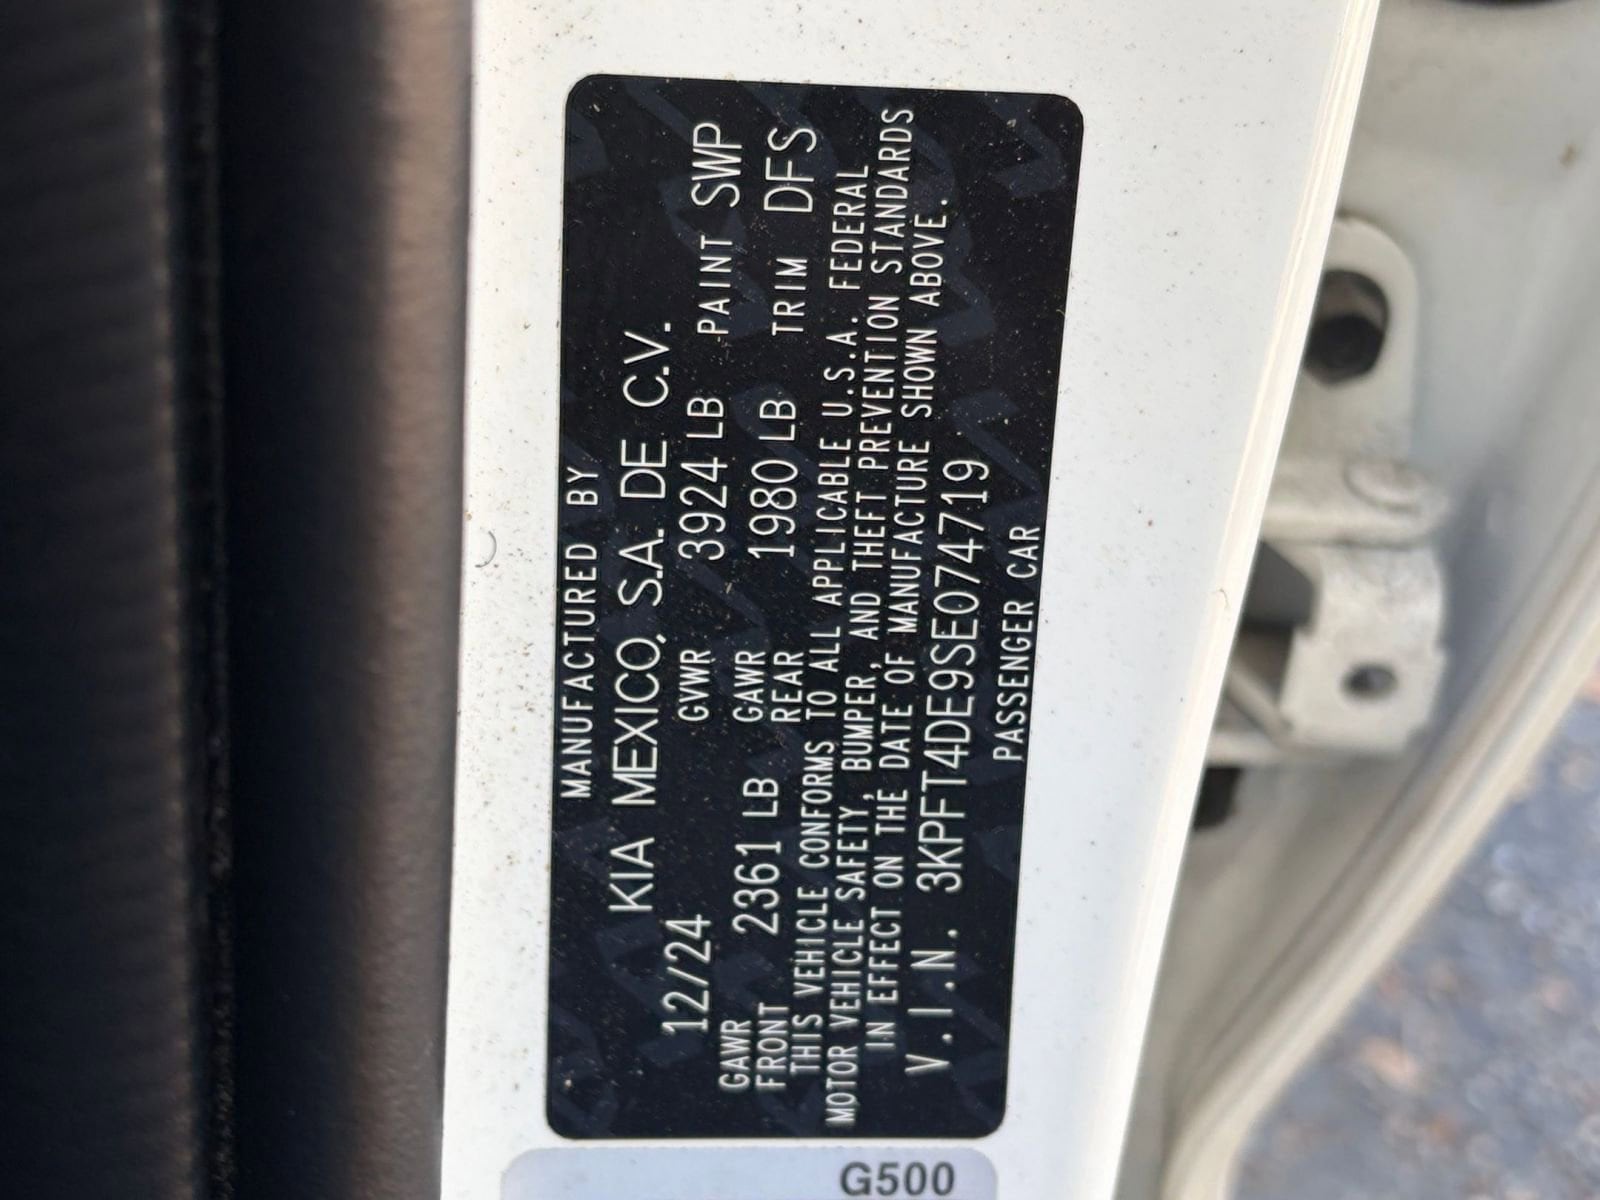 MANUFACTURED BY
KIA MEXICO, S.A. DE C.V.
12/24 GVWR 3924 LB PAINT SWP
GAWR FRONT 2361 LB GAWR REAR 1980 LB TRIM DFS
THIS VEHICLE CONFORMS TO ALL APPLICABLE U.S.A. FEDERAL
MOTOR VEHICLE SAFETY, BUMPER, AND THEFT PREVENTION STANDARDS
IN EFFECT ON THE DATE OF MANUFACTURE SHOWN ABOVE.
V.I.N. 3KPFT4DE9SE074719
PASSENGER CAR
G500